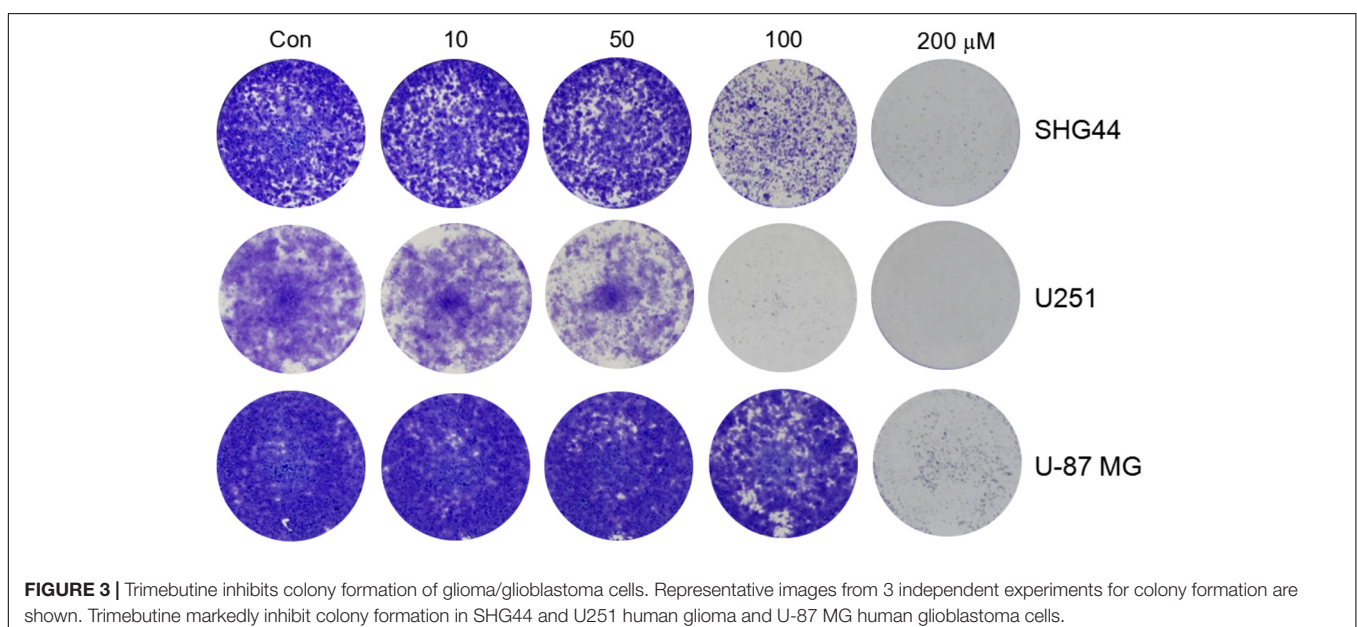 Con 10 50 100 200 μM
SHG44
U251
U-87 MG
FIGURE 3 | Trimebutine inhibits colony formation of glioma/glioblastoma cells. Representative images from 3 independent experiments for colony formation are
shown. Trimebutine markedly inhibit colony formation in SHG44 and U251 human glioma and U-87 MG human glioblastoma cells.